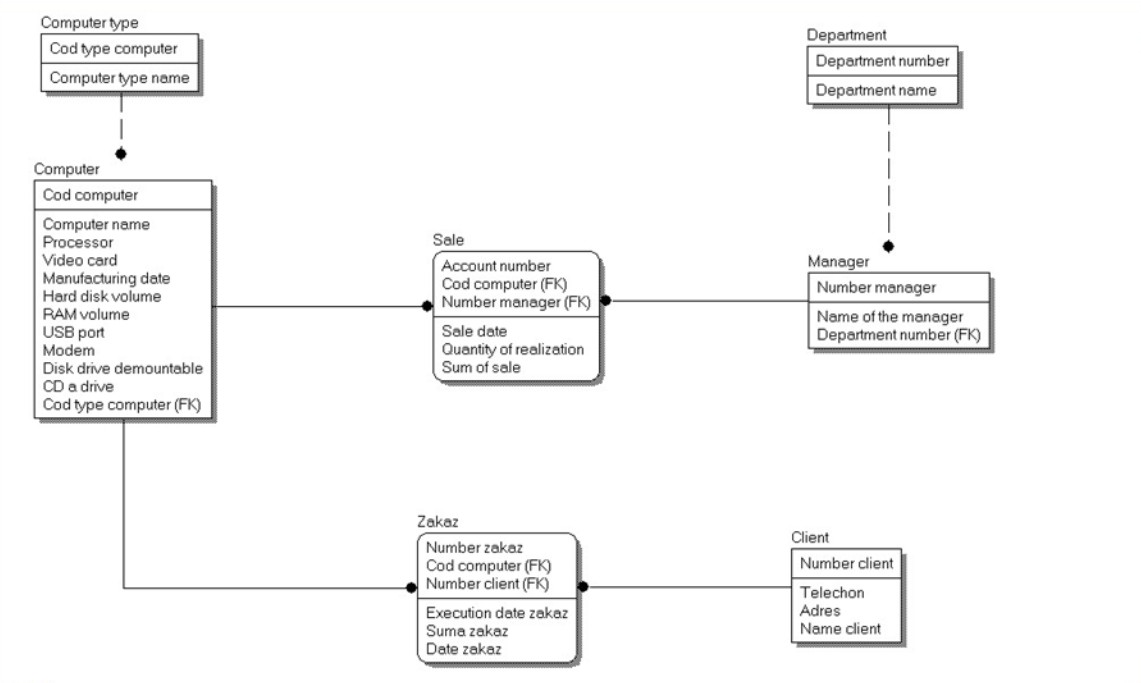 Computer type
Cod type computer
Computer type name
Department
Department number
Department name
Computer
Cod computer
Computer name
Processor
Video card
Manufacturing date
Hard disk volume
RAM volume
USB port
Modem
Disk drive demountable
CD a drive
Cod type computer (FK)
Sale
Account number
Cod computer (FK)
Number manager (FK)
Sale date
Quantity of realization
Sum of sale
Manager
Number manager
Name of the manager
Department number (FK)
Zakaz
Number zakaz
Cod computer (FK)
Number client (FK)
Execution date zakaz
Suma zakaz
Date zakaz
Client
Number client
Telechon
Adres
Name client